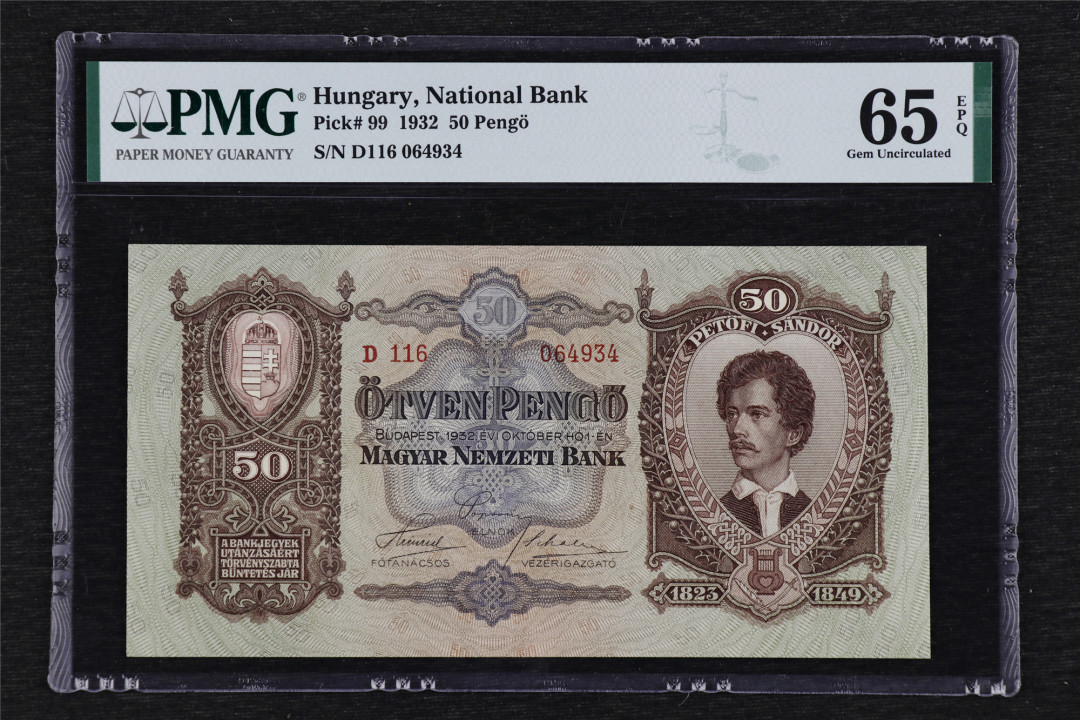 PMG®
PAPER MONEY GUARANTY
Hungary, National Bank
Pick# 99 1932 50 Pengö
S/N D116 064934
65
EPQ
Gem Uncirculated
50
50
PETŐFI · SÁNDOR
D 116 064934
ÖTVEN PENGŐ
BUDAPEST, 1932. ÉVI OKTÓBER HÓ 1-ÉN
MAGYAR NEMZETI BANK
50
ELNÖK
FŐTANÁCSOS VEZÉRIGAZGATÓ
A BANKJEGYEK
UTÁNZÁSÁÉRT
TÖRVÉNYSZABTA
BÜNTETÉS JÁR
1823 1849